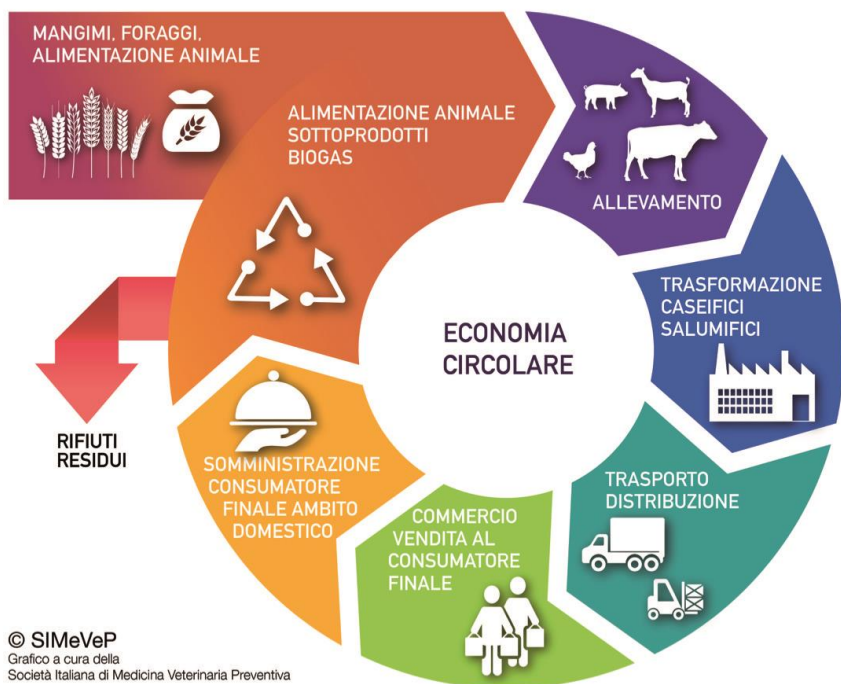 MANGIMI, FORAGGI,
ALIMENTAZIONE ANIMALE
ALIMENTAZIONE ANIMALE
SOTTOPRODOTTI
BIOGAS
ALLEVAMENTO
TRASFORMAZIONE
CASEIFICI
SALUMIFICI
ECONOMIA
CIRCOLARE
TRASPORTO
DISTRIBUZIONE
COMMERCIO
VENDITA AL
CONSUMATORE
FINALE
SOMMINISTRAZIONE
CONSUMATORE
FINALE AMBITO
DOMESTICO
RIFIUTI
RESIDUI
© SIMeVeP
Grafico a cura della
Società Italiana di Medicina Veterinaria Preventiva